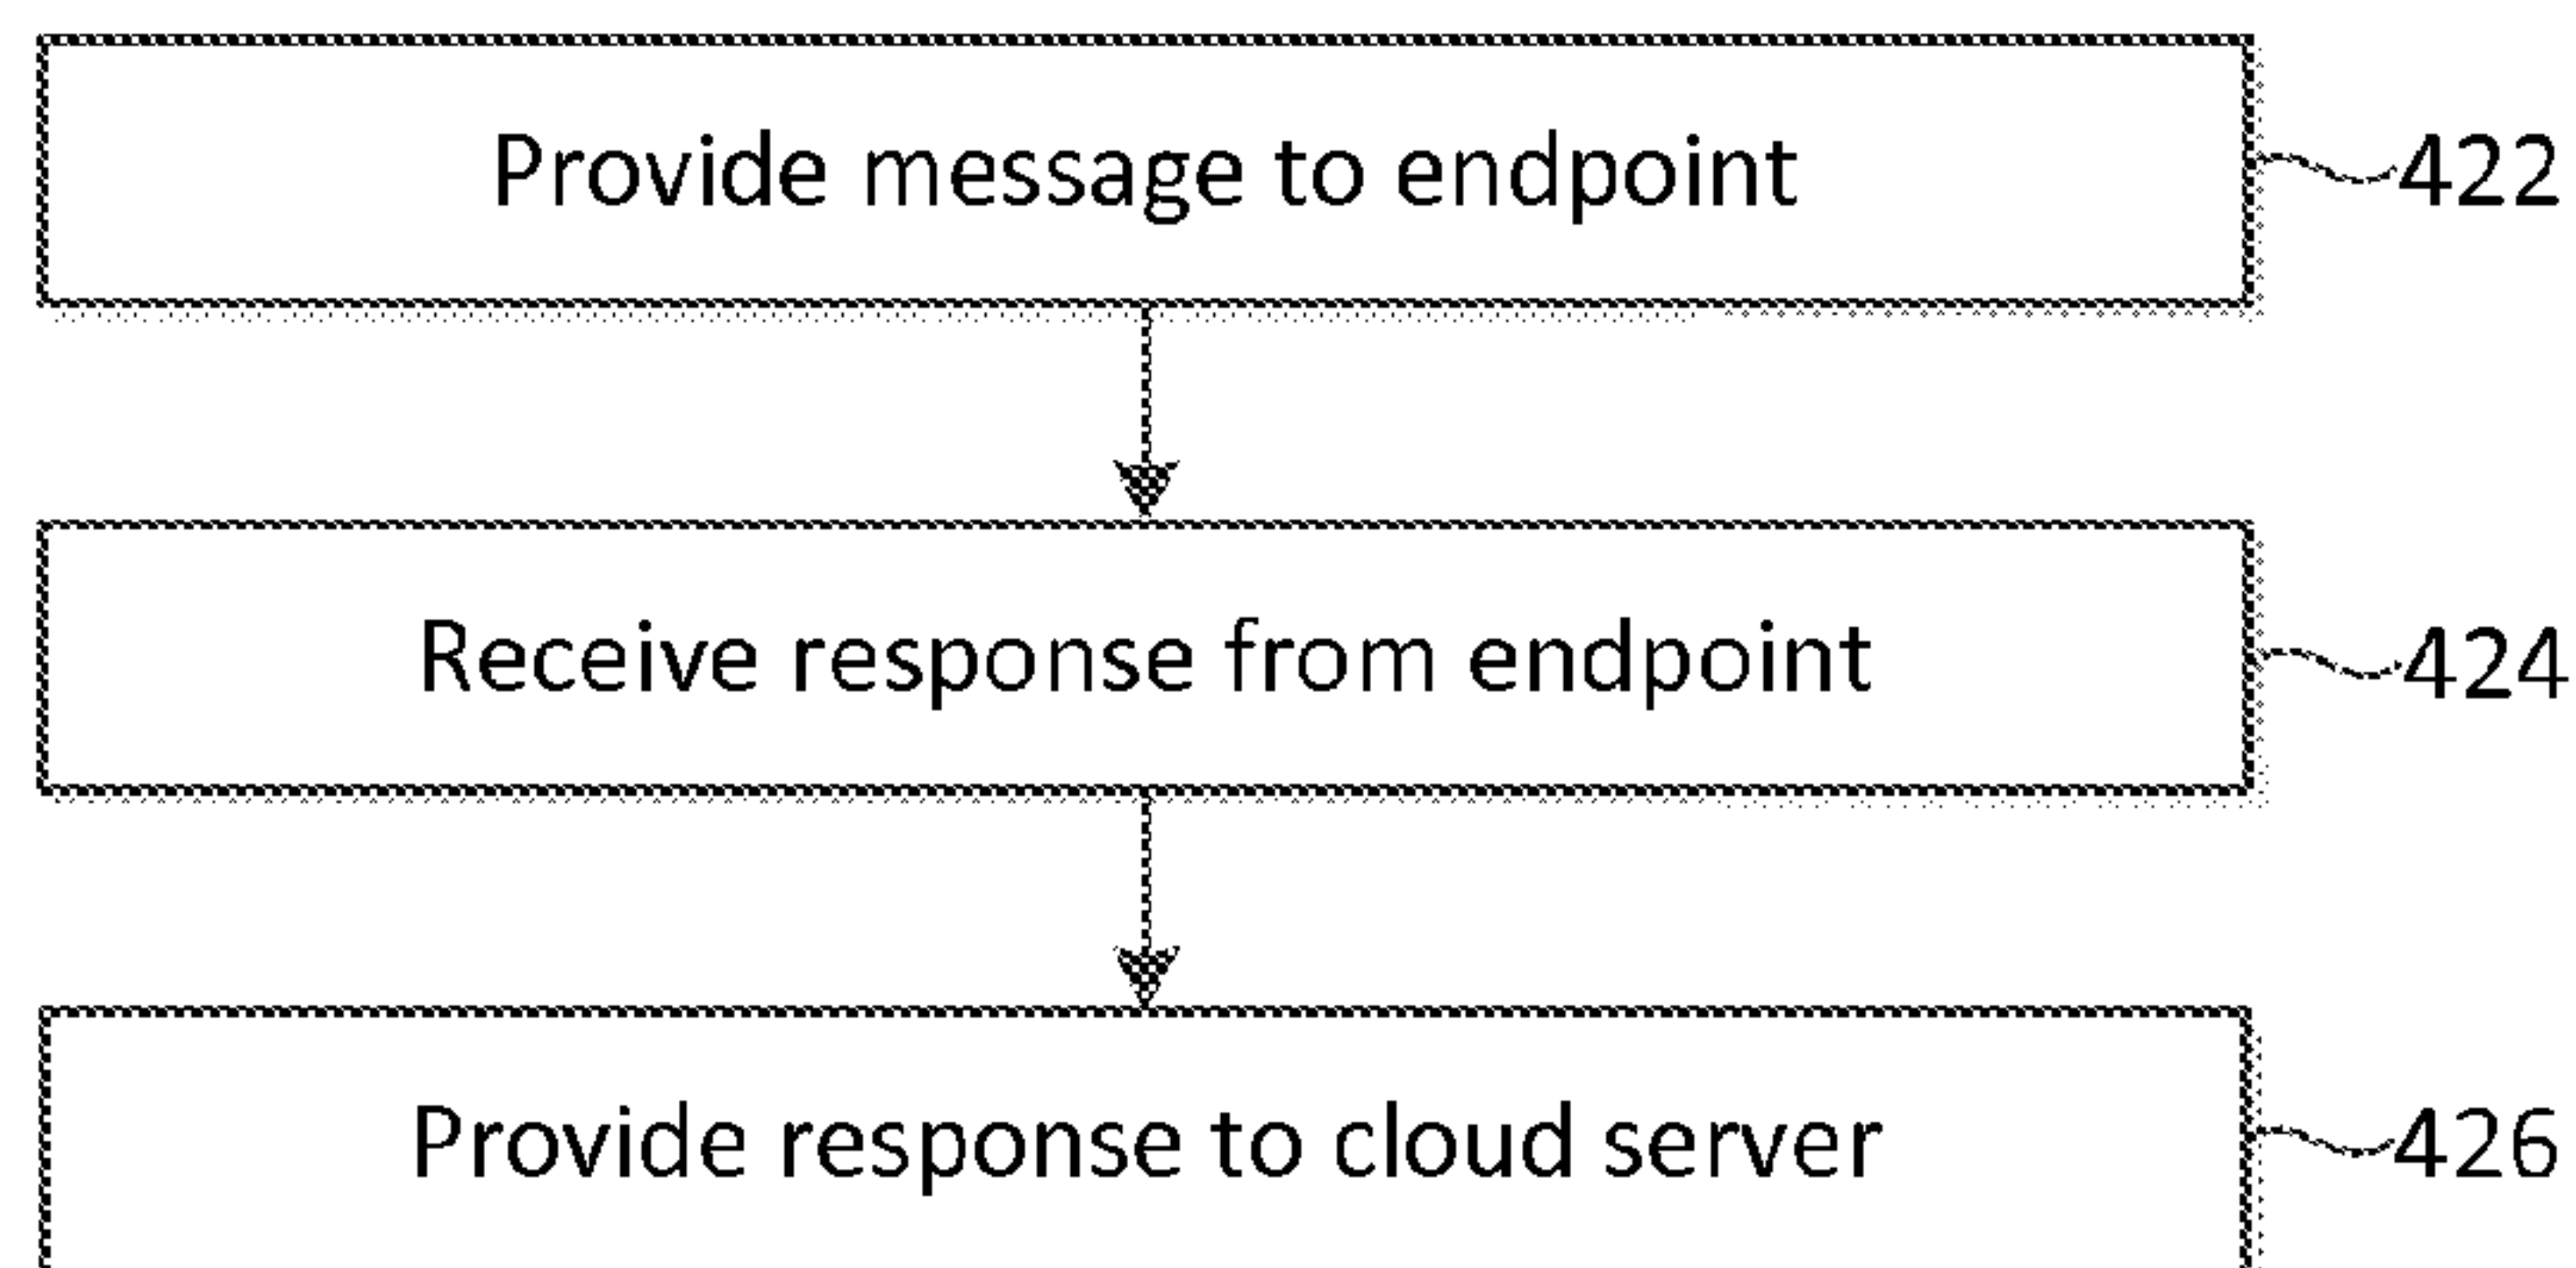 Provide message to endpoint 422
Receive response from endpoint 424
Provide response to cloud server 426